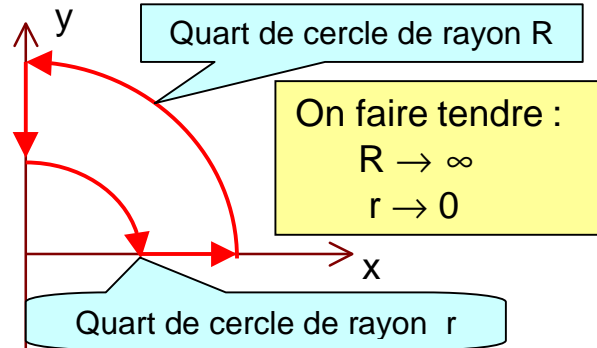 y
Quart de cercle de rayon R
On faire tendre :
R → ∞
r → 0
x
Quart de cercle de rayon r